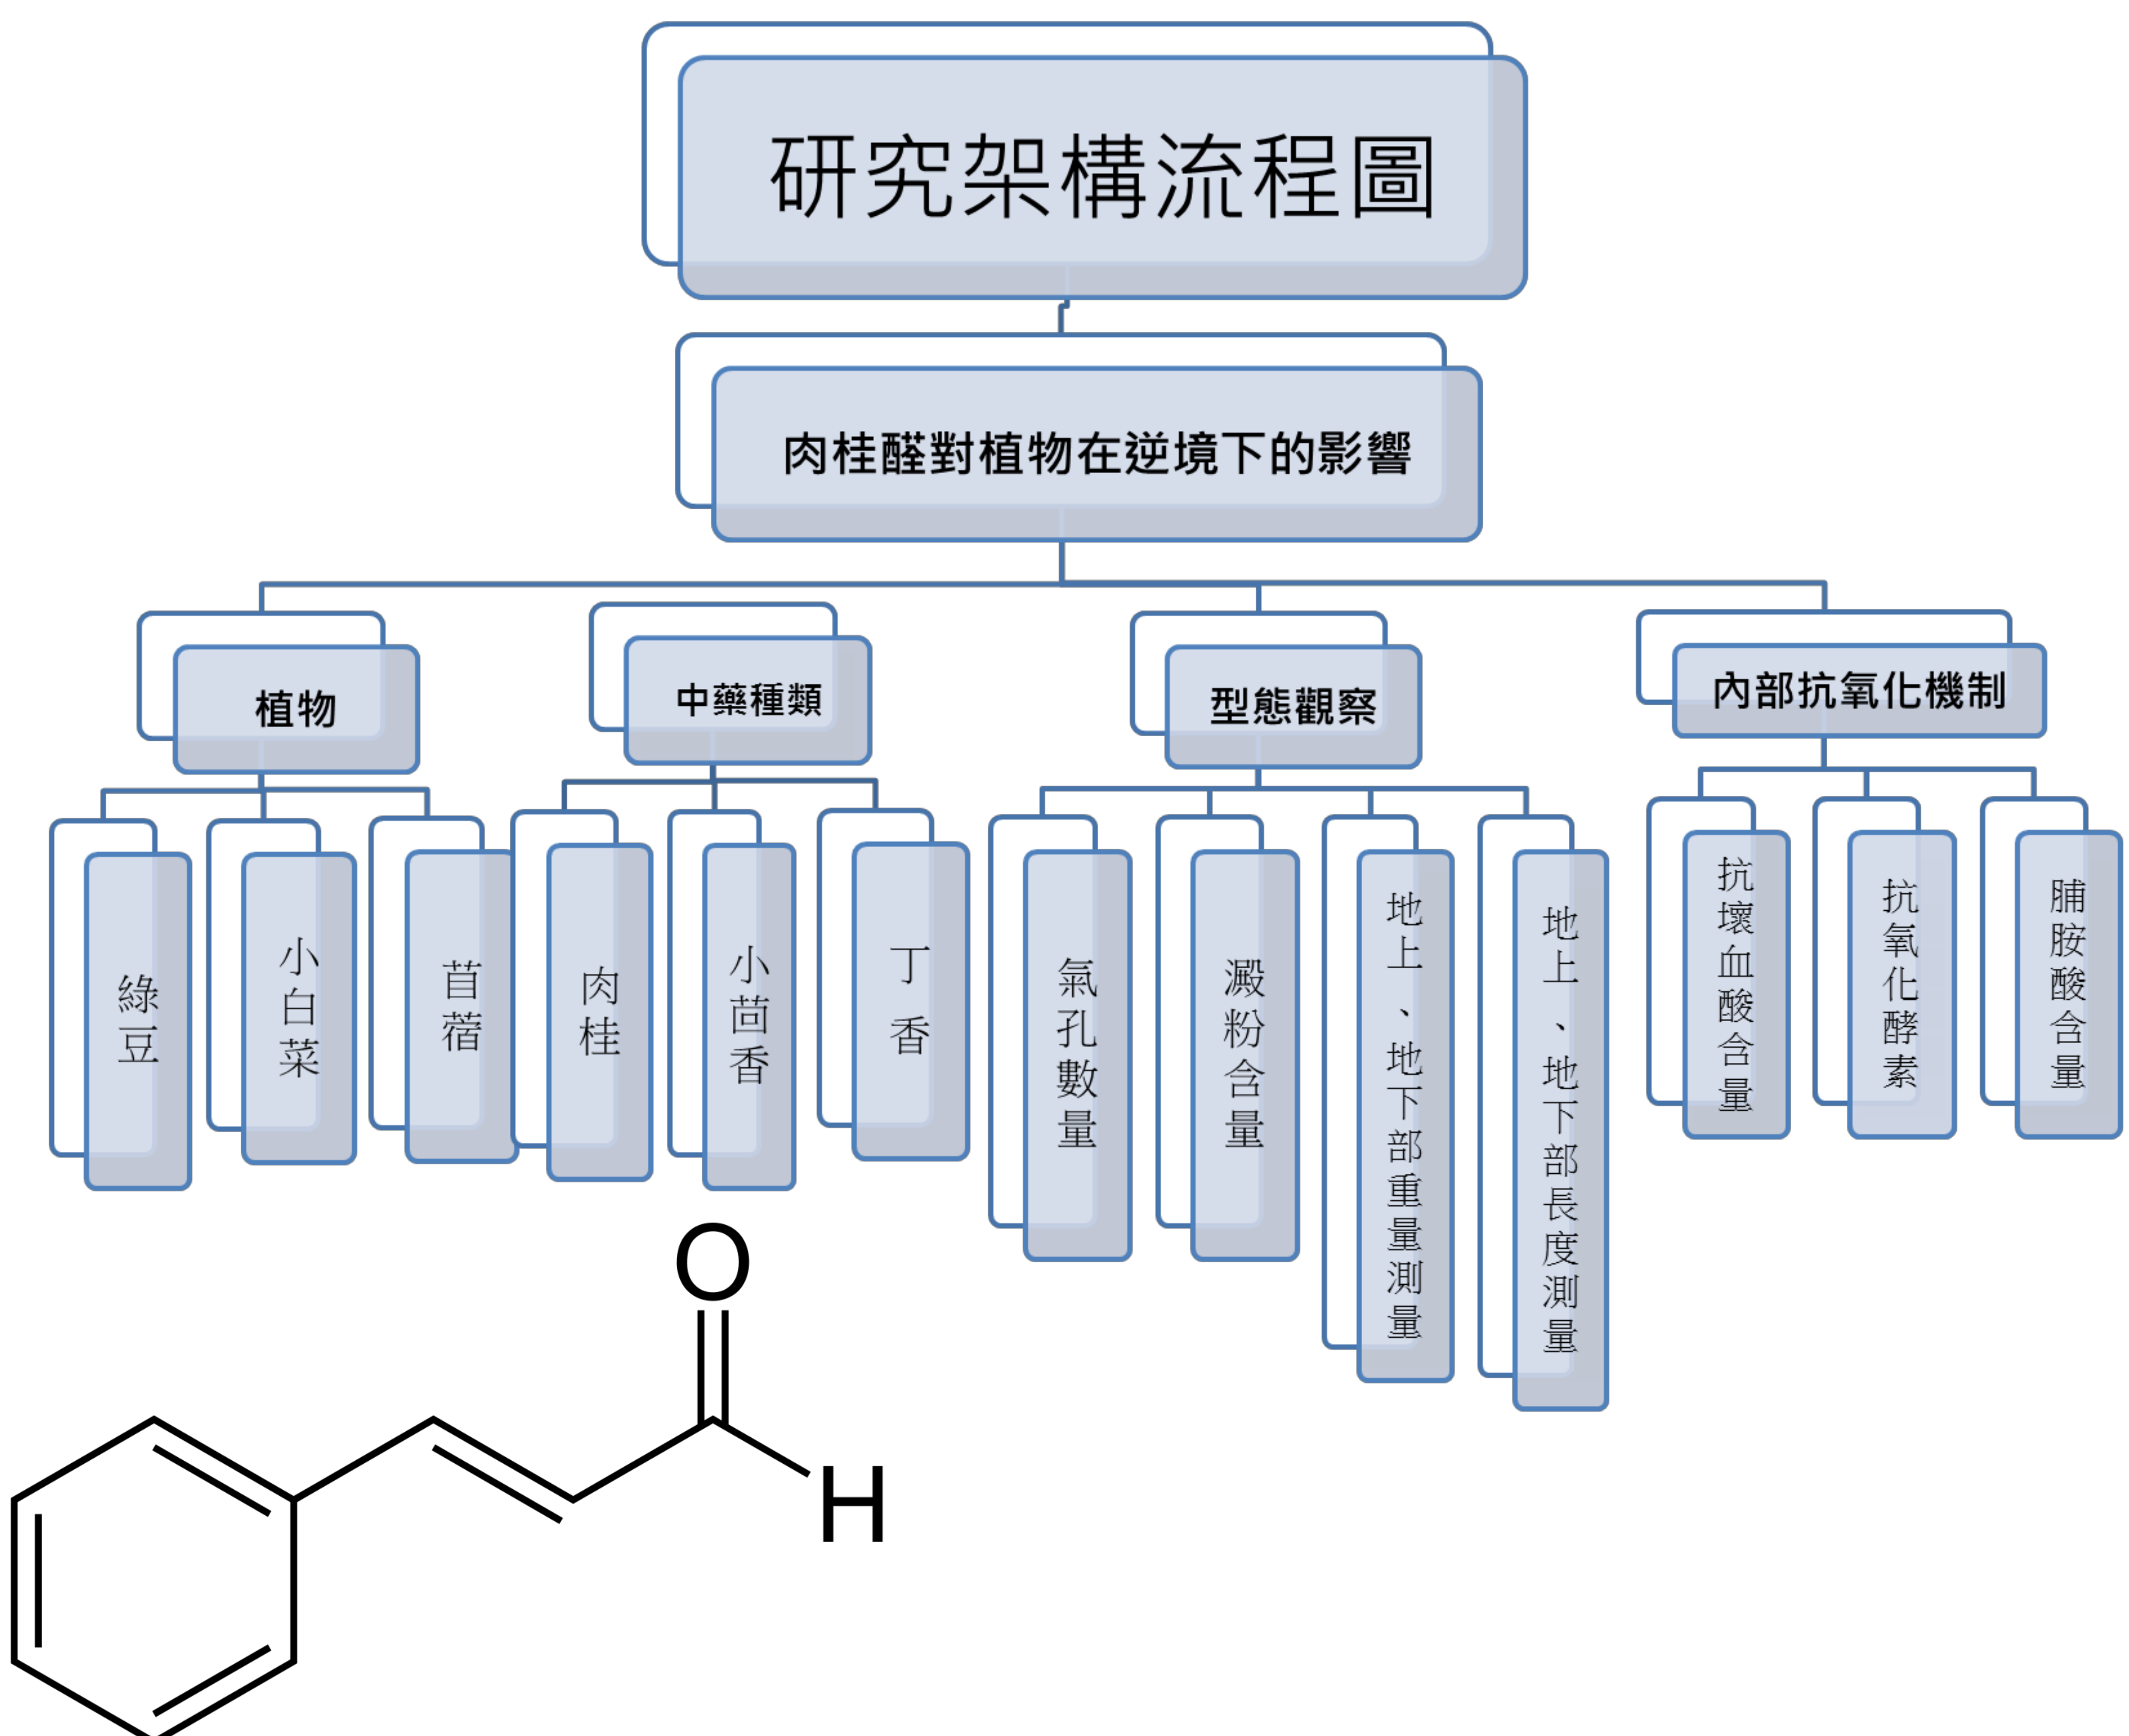 研究架構流程圖
肉桂醛對植物在逆境下的影響
植物
中藥種類
型態觀察
內部抗氧化機制
綠豆
小白菜
苜蓿
肉桂
小茴香
丁香
氣孔數量
澱粉含量
地上、地下部重量測量
地上、地下部長度測量
抗壞血酸含量
抗氧化酵素
脯胺酸含量
O
H